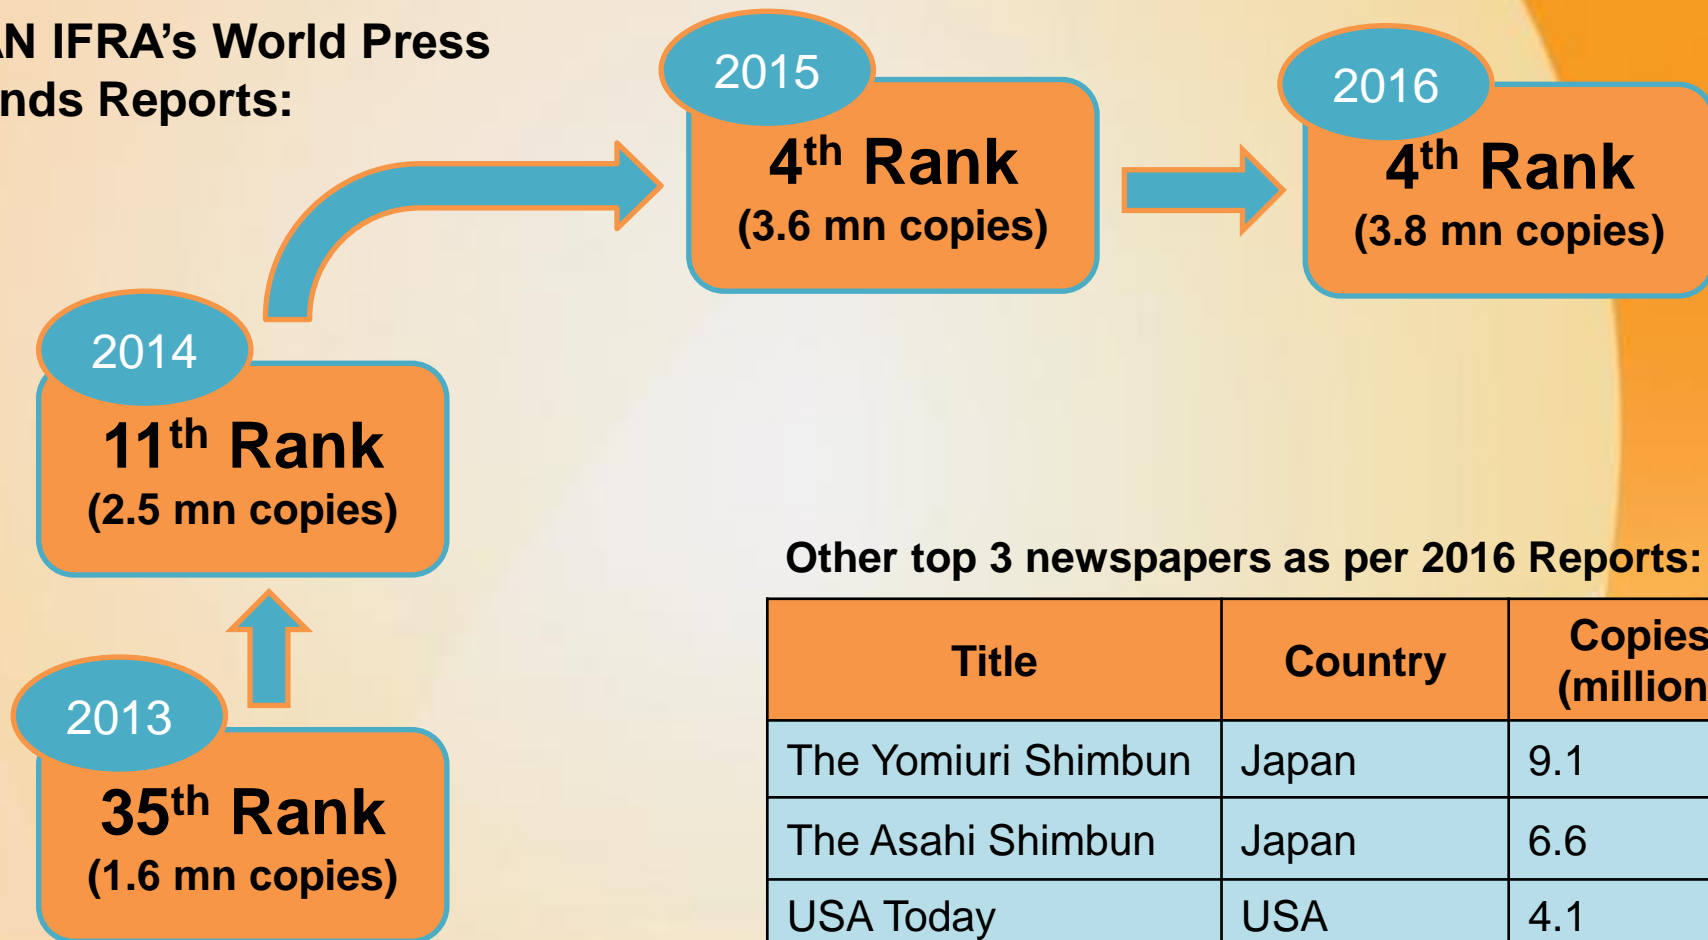 AN IFRA's World Press
nds Reports:
2015
4th Rank
(3.6 mn copies)
2016
4th Rank
(3.8 mn copies)
2014
11th Rank
(2.5 mn copies)
2013
35th Rank
(1.6 mn copies)
Other top 3 newspapers as per 2016 Reports:
Title Country Copies
(million
The Yomiuri Shimbun Japan 9.1
The Asahi Shimbun Japan 6.6
USA Today USA 4.1